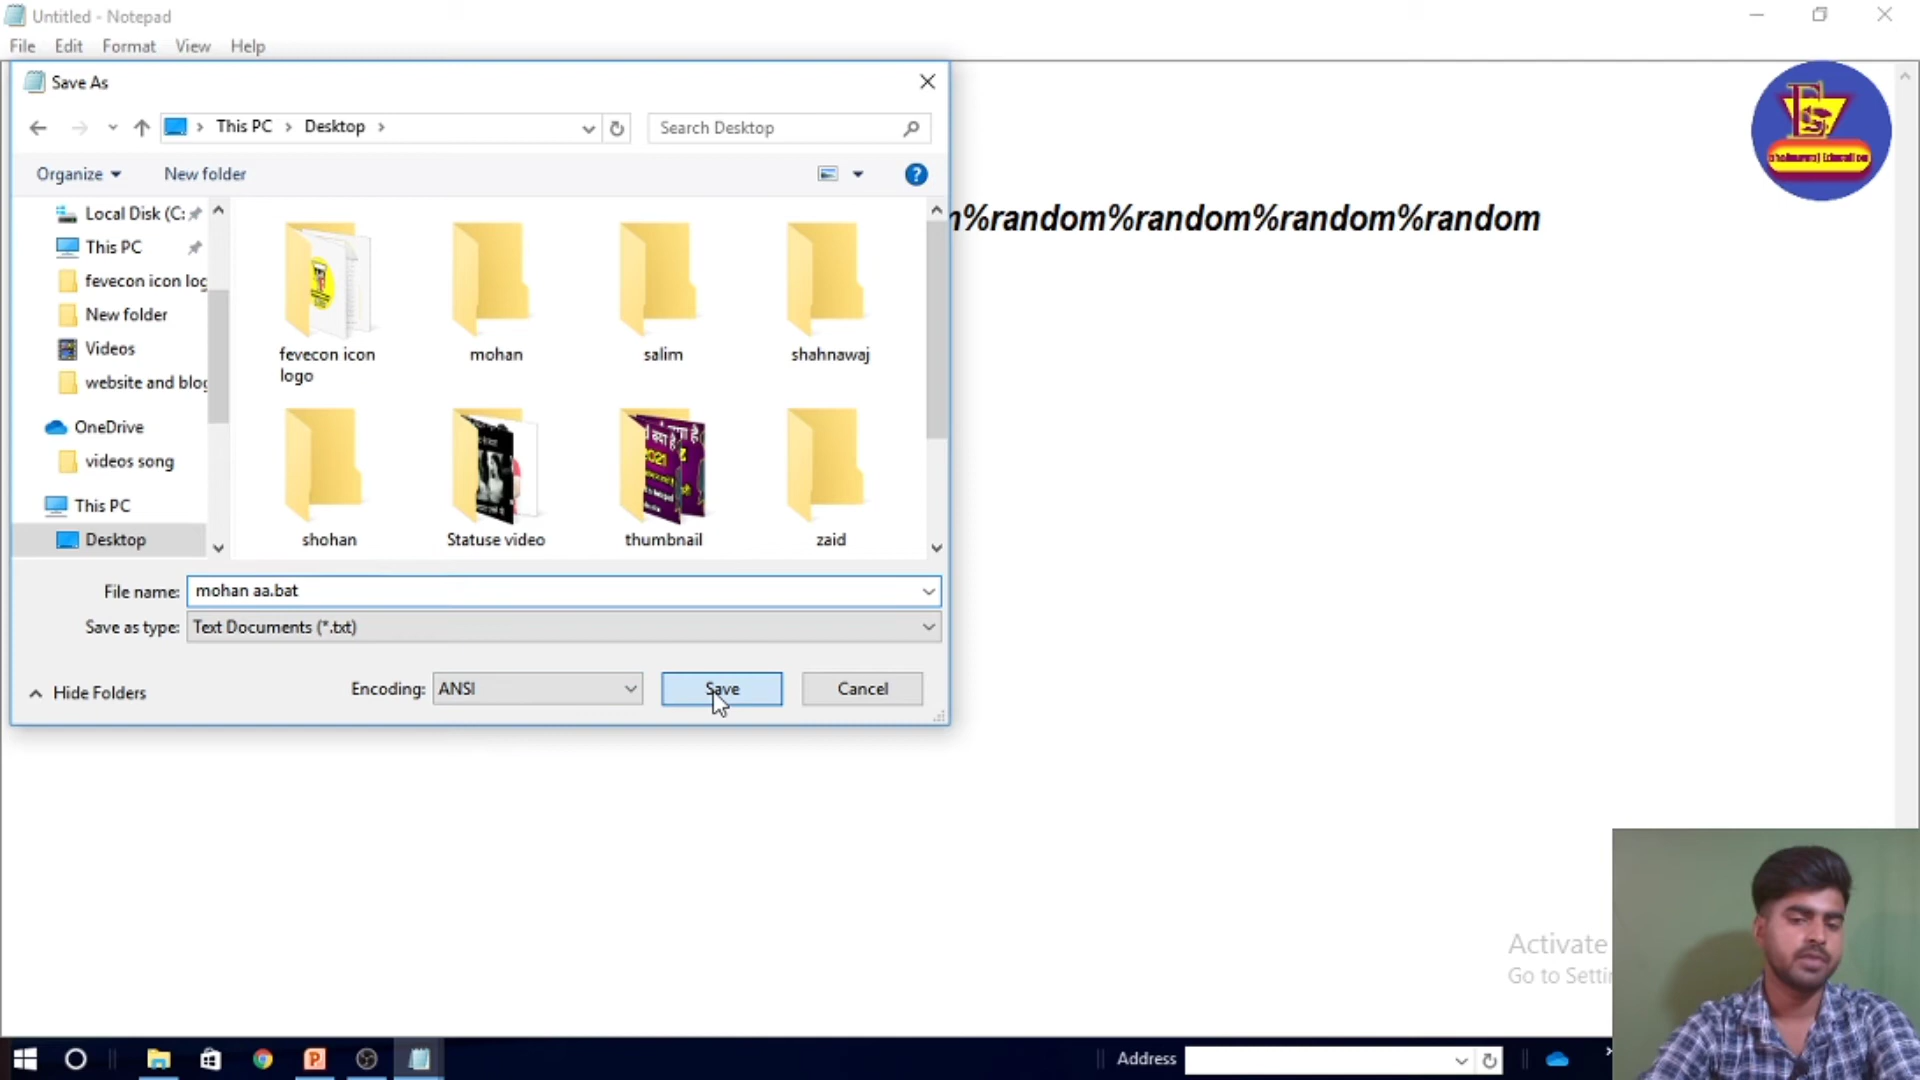 Untitled - Notepad
File Edit Format View Help
Save As
This PC Desktop
Search Desktop
Organize New folder
Local Disk (C:
This PC
fevecon icon log
New folder
Videos
website and blog
OneDrive
videos song
This PC
Desktop
fevecon icon
logo
mohan
salim
shahnawaj
shohan
Statuse video
thumbnail
zaid
%random%random%random%random
File name: mohan aa.bat
Save as type: Text Documents (*.txt)
Hide Folders
Encoding: ANSI
Save
Cancel
Activate
Go to Setti
Address